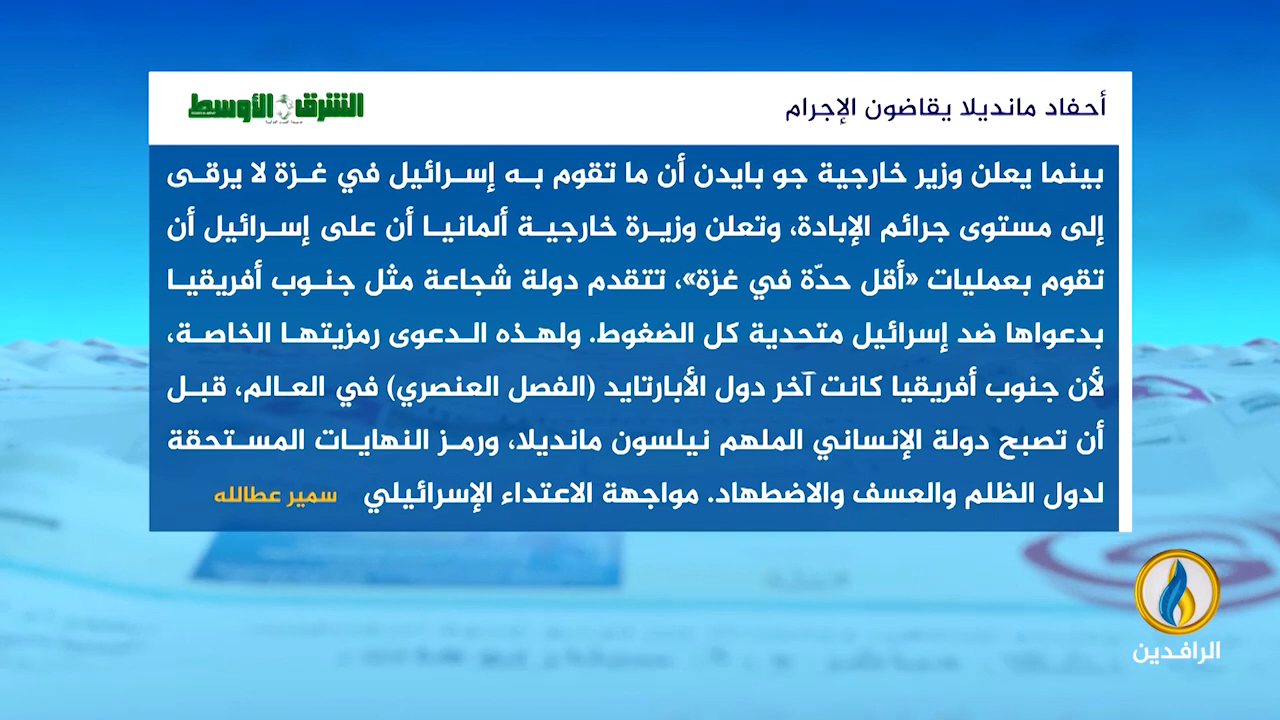 أحفاد مانديلا يقاضون الإجرام
الشرق الأوسط
بينما يعلن وزير خارجية جو بايدن أن ما تقوم به إسرائيل في غزة لا يرقى
إلى مستوى جرائم الإبادة، وتعلن وزيرة خارجية ألمانيا أن على إسرائيل أن
تقوم بعمليات «أقل حدّة في غزة»، تتقدم دولة شجاعة مثل جنوب أفريقيا
بدعواها ضد إسرائيل متحدية كل الضغوط. ولهذه الدعوى رمزيتها الخاصة،
لأن جنوب أفريقيا كانت آخر دول الأبارتايد (الفصل العنصري) في العالم، قبل
أن تصبح دولة الإنساني الملهم نيلسون مانديلا، ورمز النهايات المستحقة
لدول الظلم والعسف والاضطهاد. مواجهة الاعتداء الإسرائيلي سمير عطالله
الرافدين